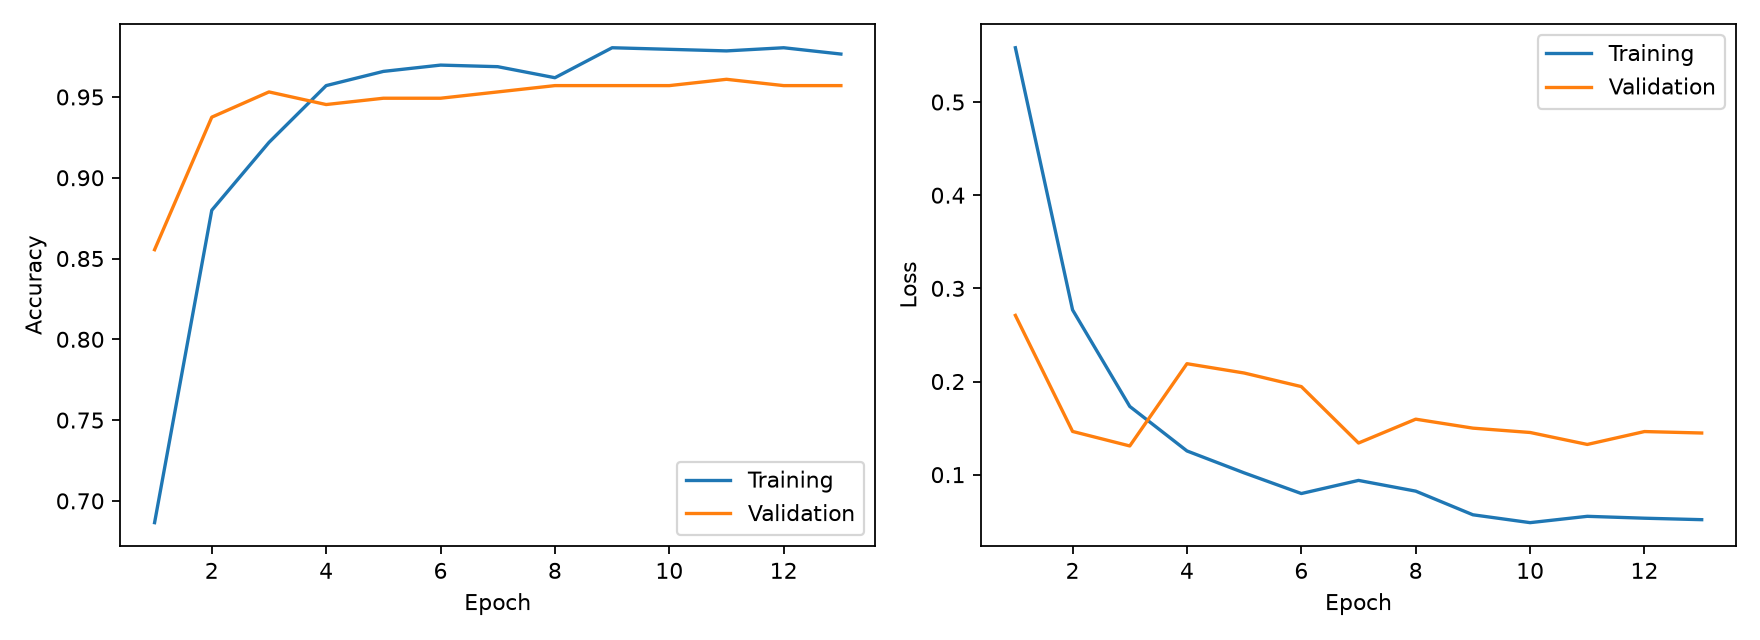 Accuracy
0.95
0.90
0.85
0.80
0.75
0.70
Training
Validation
2 4 6 8 10 12
Epoch
Loss
0.5
0.4
0.3
0.2
0.1
Training
Validation
2 4 6 8 10 12
Epoch